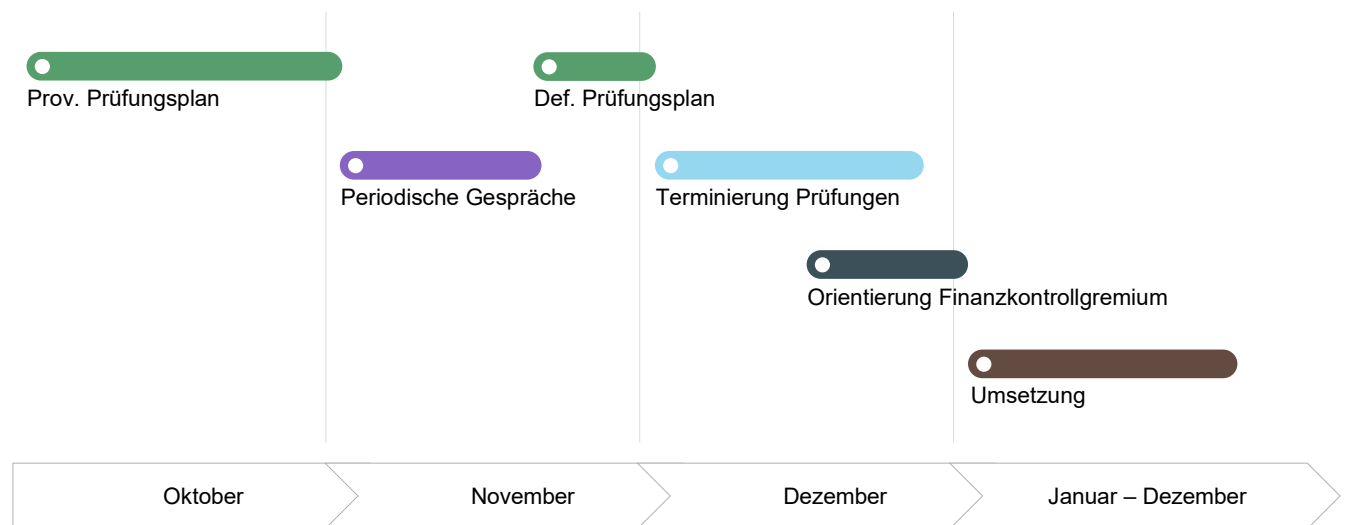 Prov. Prüfungsplan
Def. Prüfungsplan
Periodische Gespräche
Terminierung Prüfungen
Orientierung Finanzkontrollgremium
Umsetzung
Oktober
November
Dezember
Januar – Dezember